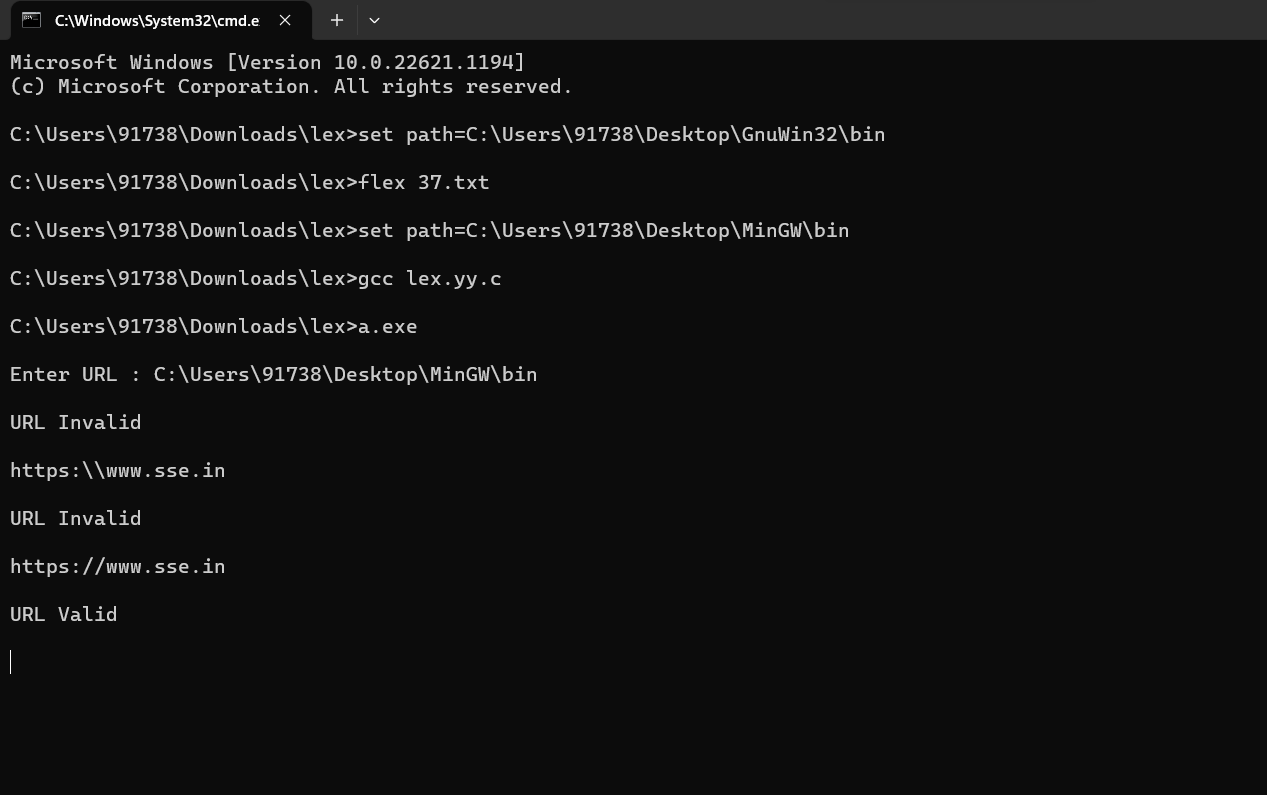 C:\Windows\System32\cmd.e
Microsoft Windows [Version 10.0.22621.1194]
(c) Microsoft Corporation. All rights reserved.
C:\Users\91738\Downloads\lex>set path=C:\Users\91738\Desktop\GnuWin32\bin
C:\Users\91738\Downloads\lex>flex 37.txt
C:\Users\91738\Downloads\lex>set path=C:\Users\91738\Desktop\MinGW\bin
C:\Users\91738\Downloads\lex>gcc lex.yy.c
C:\Users\91738\Downloads\lex>a.exe
Enter URL : C:\Users\91738\Desktop\MinGW\bin
URL Invalid
https:\\www.sse.in
URL Invalid
https://www.sse.in
URL Valid